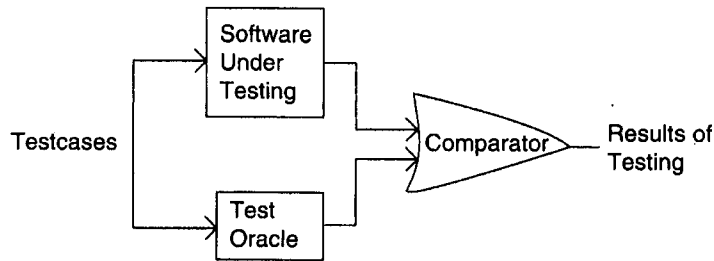 Software
Under
Testing
Testcases
Comparator
Results of
Testing
Test
Oracle